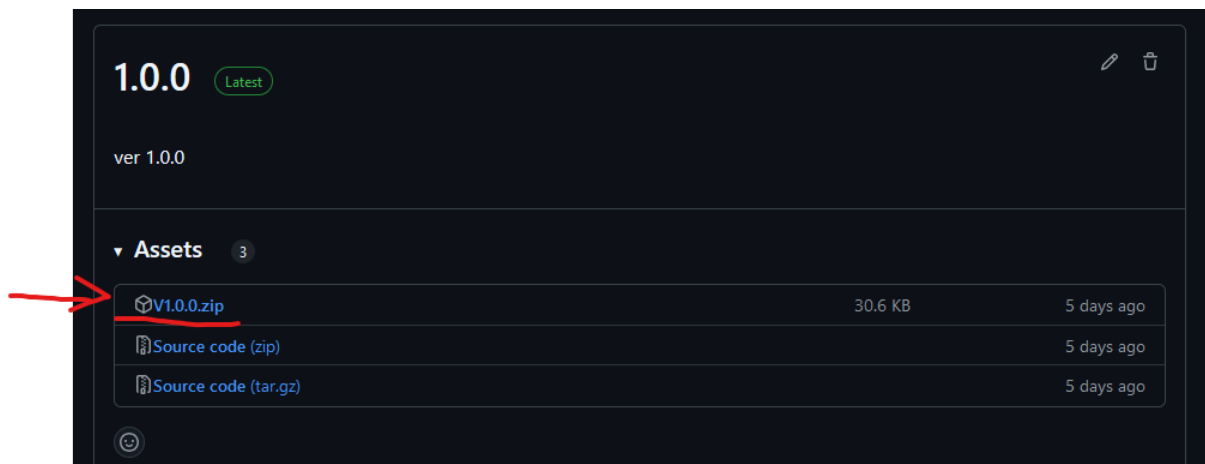 1.0.0 Latest
ver 1.0.0
Assets 3
V1.0.0.zip 30.6 KB 5 days ago
Source code (zip) 5 days ago
Source code (tar.gz) 5 days ago